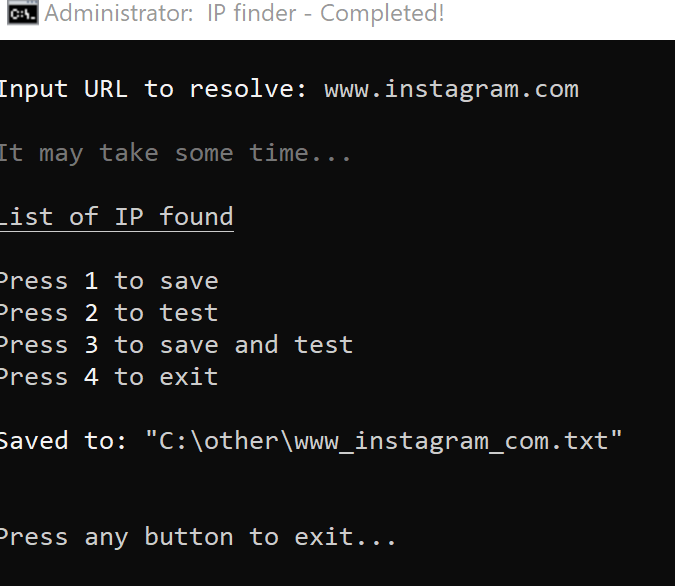 Administrator:  IP finder - Completed!
Input URL to resolve: www.instagram.com
It may take some time...
List of IP found
Press 1 to save
Press 2 to test
Press 3 to save and test
Press 4 to exit
Saved to: "C:\other\www_instagram_com.txt"
Press any button to exit...